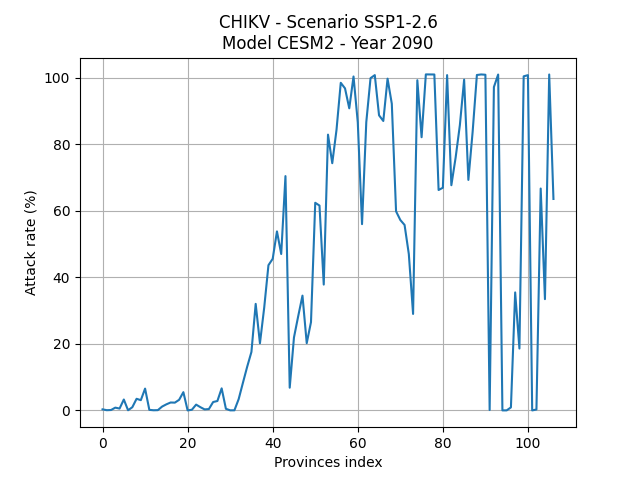 CHIKV - Scenario SSP1-2.6
Model CESM2 - Year 2090
100
80
60
40
20
0
Attack rate (%)
0 20 40 60 80 100
Provinces index